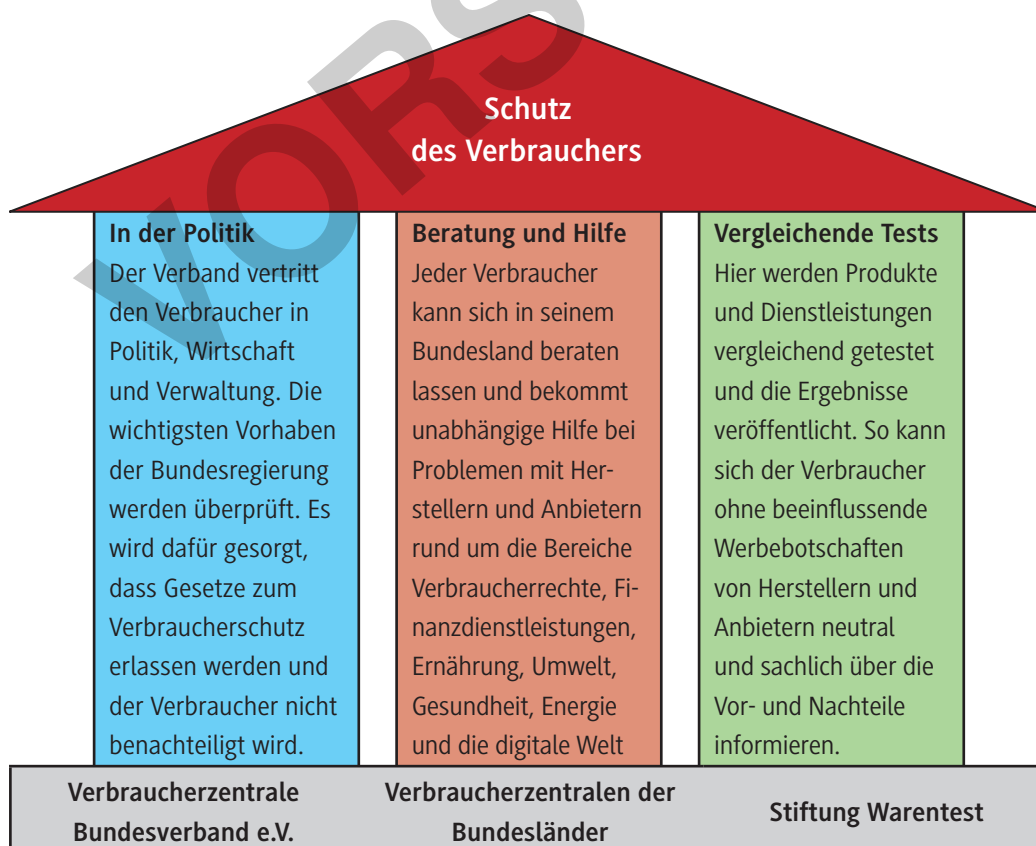 VORS
Schutz
des Verbrauchers
In der Politik
Der Verband vertritt
den Verbraucher in
Politik, Wirtschaft
und Verwaltung. Die
wichtigsten Vorhaben
der Bundesregierung
werden überprüft. Es
wird dafür gesorgt,
dass Gesetze zum
Verbraucherschutz
erlassen werden und
der Verbraucher nicht
benachteiligt wird.
Beratung und Hilfe
Jeder Verbraucher
kann sich in seinem
Bundesland beraten
lassen und bekommt
unabhängige Hilfe bei
Problemen mit Her-
stellern und Anbietern
rund um die Bereiche
Verbraucherrechte, Fi-
nanzdienstleistungen,
Ernährung, Umwelt,
Gesundheit, Energie
und die digitale Welt
Vergleichende Tests
Hier werden Produkte
und Dienstleistungen
vergleichend getestet
und die Ergebnisse
veröffentlicht. So kann
sich der Verbraucher
ohne beeinflussende
Werbebotschaften
von Herstellern und
Anbietern neutral
und sachlich über die
Vor- und Nachteile
informieren.
Verbraucherzentrale
Bundesverband e.V.
Verbraucherzentralen der
Bundesländer
Stiftung Warentest